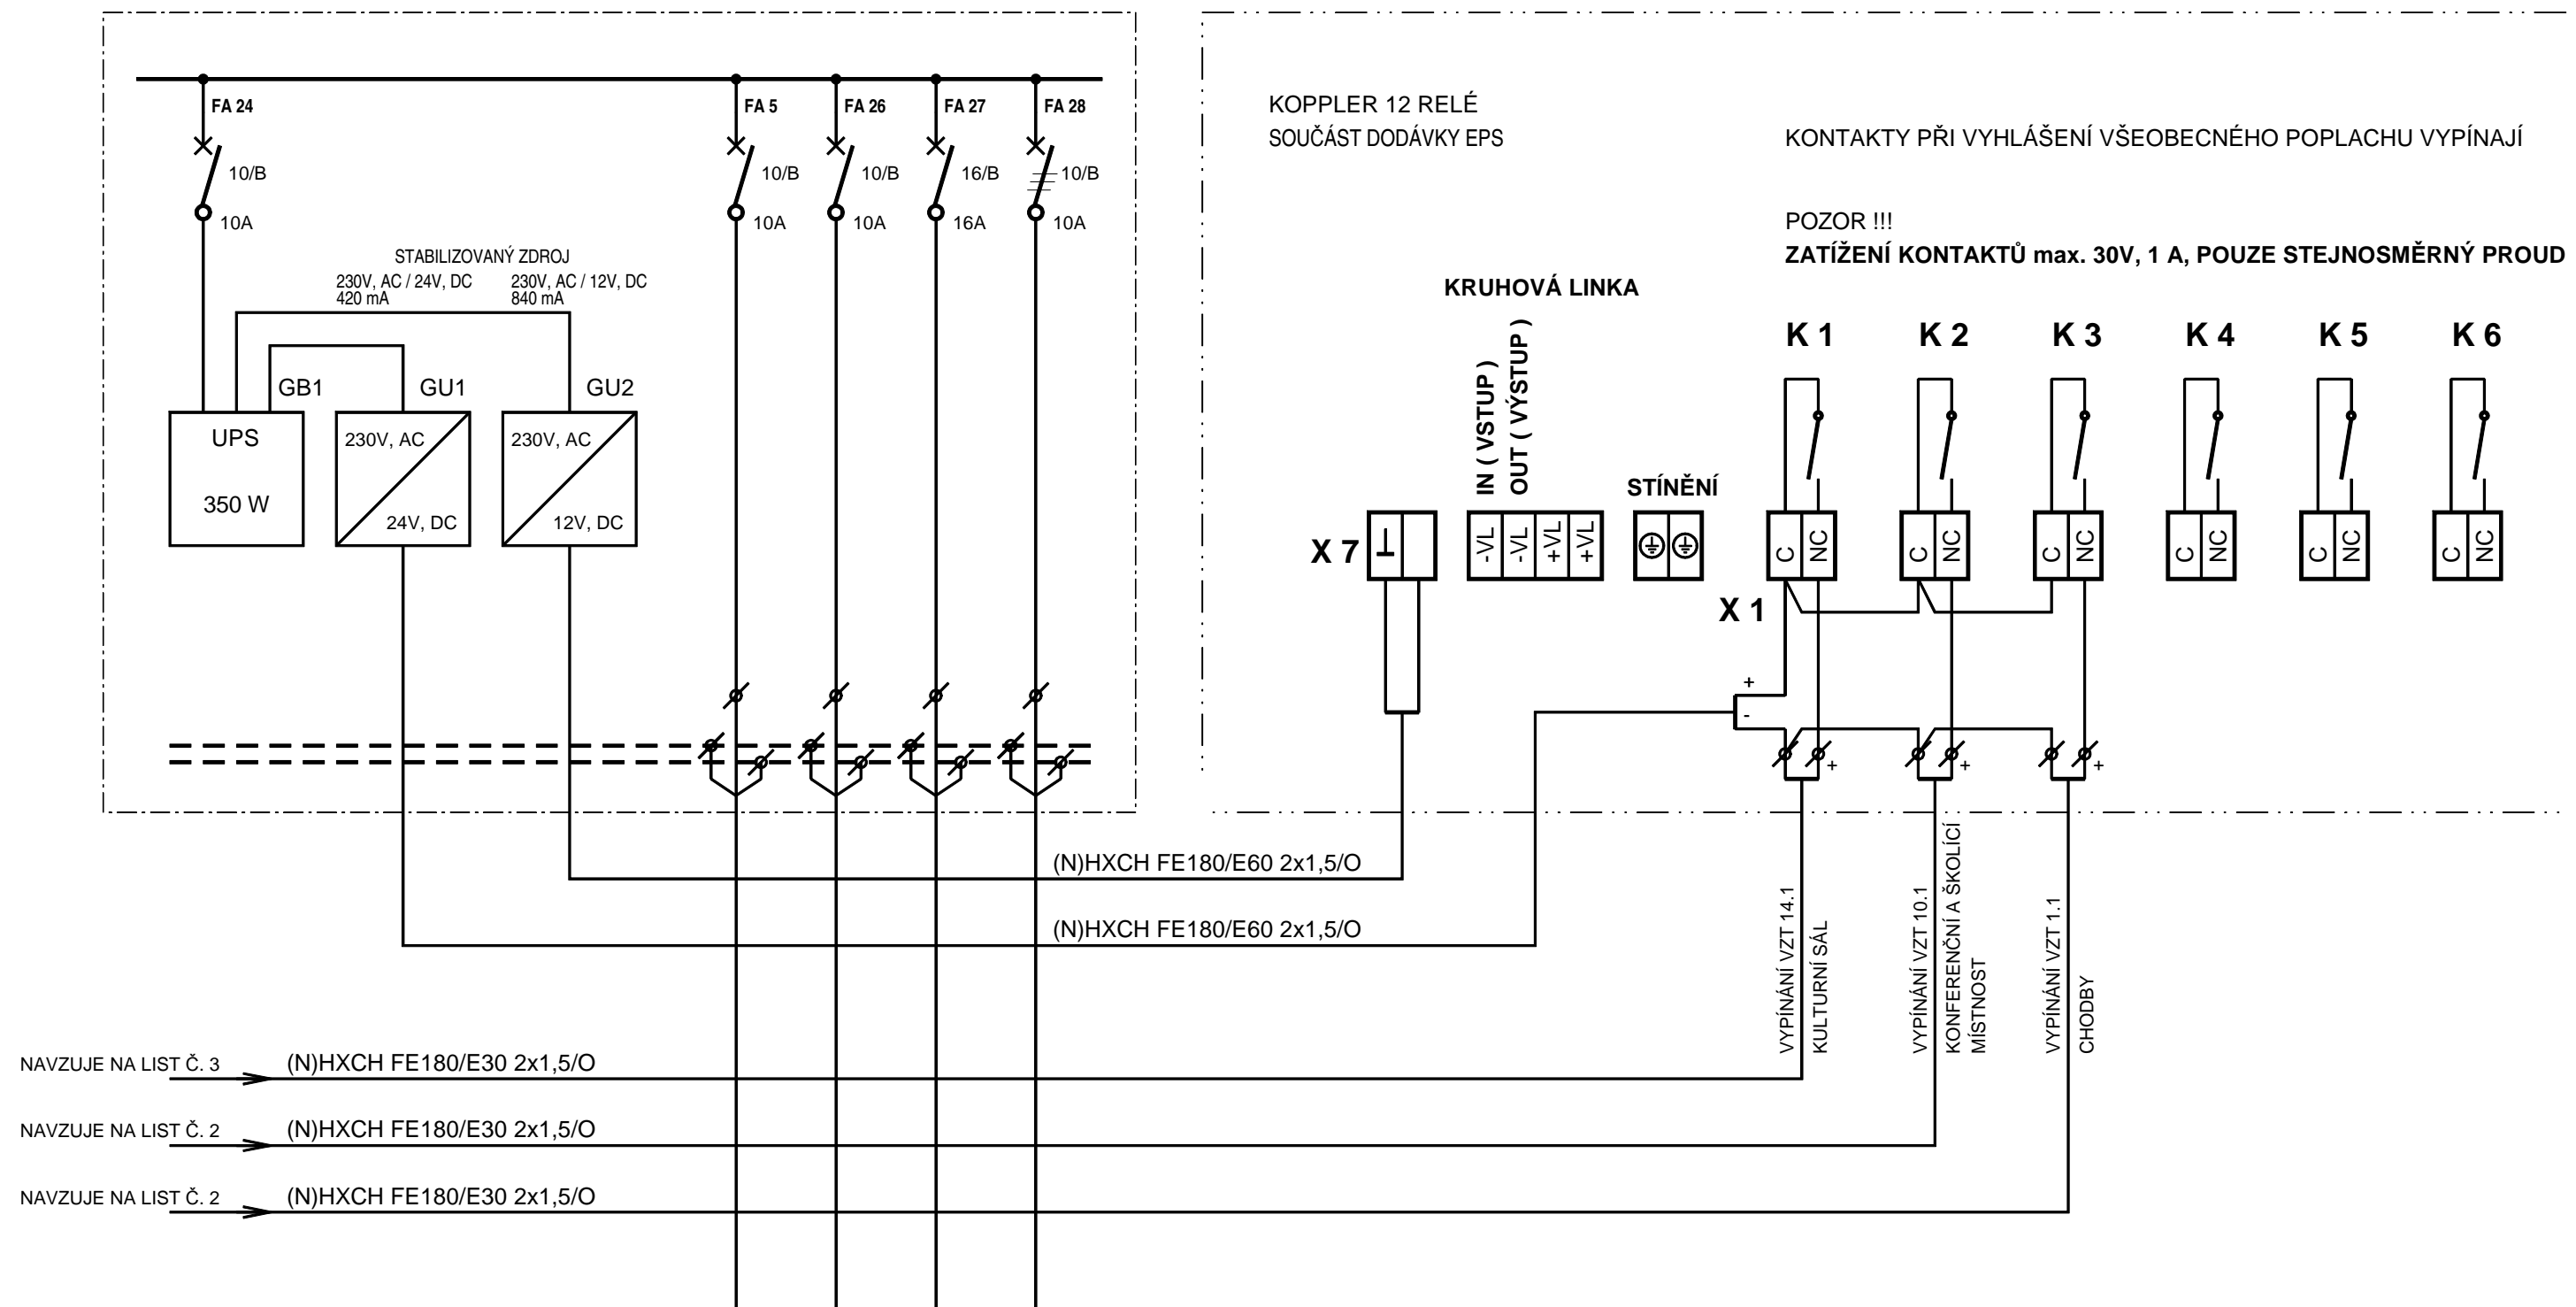 FA 24
FA 5
FA 26
FA 27
FA 28
10/B
10/B
10/B
16/B
10/B
10A
10A
10A
16A
10A
STABILIZOVANÝ ZDROJ
230V, AC / 24V, DC
420 mA
230V, AC / 12V, DC
840 mA
GB1
GU1
GU2
UPS
350 W
230V, AC
24V, DC
230V, AC
12V, DC
KOPPLER 12 RELÉ
SOUČÁST DODÁVKY EPS
KONTAKTY PŘI VYHLÁŠENÍ VŠEOBECNÉHO POPLACHU VYPÍNAJÍ
POZOR !!!
ZATÍŽENÍ KONTAKTŮ max. 30V, 1 A, POUZE STEJNOSMĚRNÝ PROUD
KRUHOVÁ LINKA
IN ( VSTUP )
OUT ( VÝSTUP )
STÍNĚNÍ
K 1
K 2
K 3
K 4
K 5
K 6
X 7
-VL
-VL
+VL
+VL
C
NC
C
NC
C
NC
C
NC
C
NC
C
NC
X 1
+
-
+
+
+
(N)HXCH FE180/E60 2x1,5/O
(N)HXCH FE180/E60 2x1,5/O
VYPÍNÁNÍ VZT 14.1
KULTURNÍ SÁL
VYPÍNÁNÍ VZT 10.1
KONFERENČNÍ A ŠKOLÍCÍ
MÍSTNOST
VYPÍNÁNÍ VZT 1.1
CHODBY
NAVZUJE NA LIST Č. 3
(N)HXCH FE180/E30 2x1,5/O
NAVZUJE NA LIST Č. 2
(N)HXCH FE180/E30 2x1,5/O
NAVZUJE NA LIST Č. 2
(N)HXCH FE180/E30 2x1,5/O